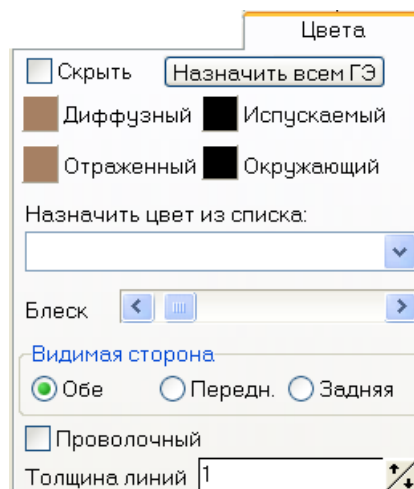 Цвета
Скрыть Назначить всем ГЭ
Диффузный Испускаемый
Отраженный Окружающий
Назначить цвет из списка:
Блеск
Видимая сторона
Обе Передн. Задняя
Проволочный
Толщина линий 1